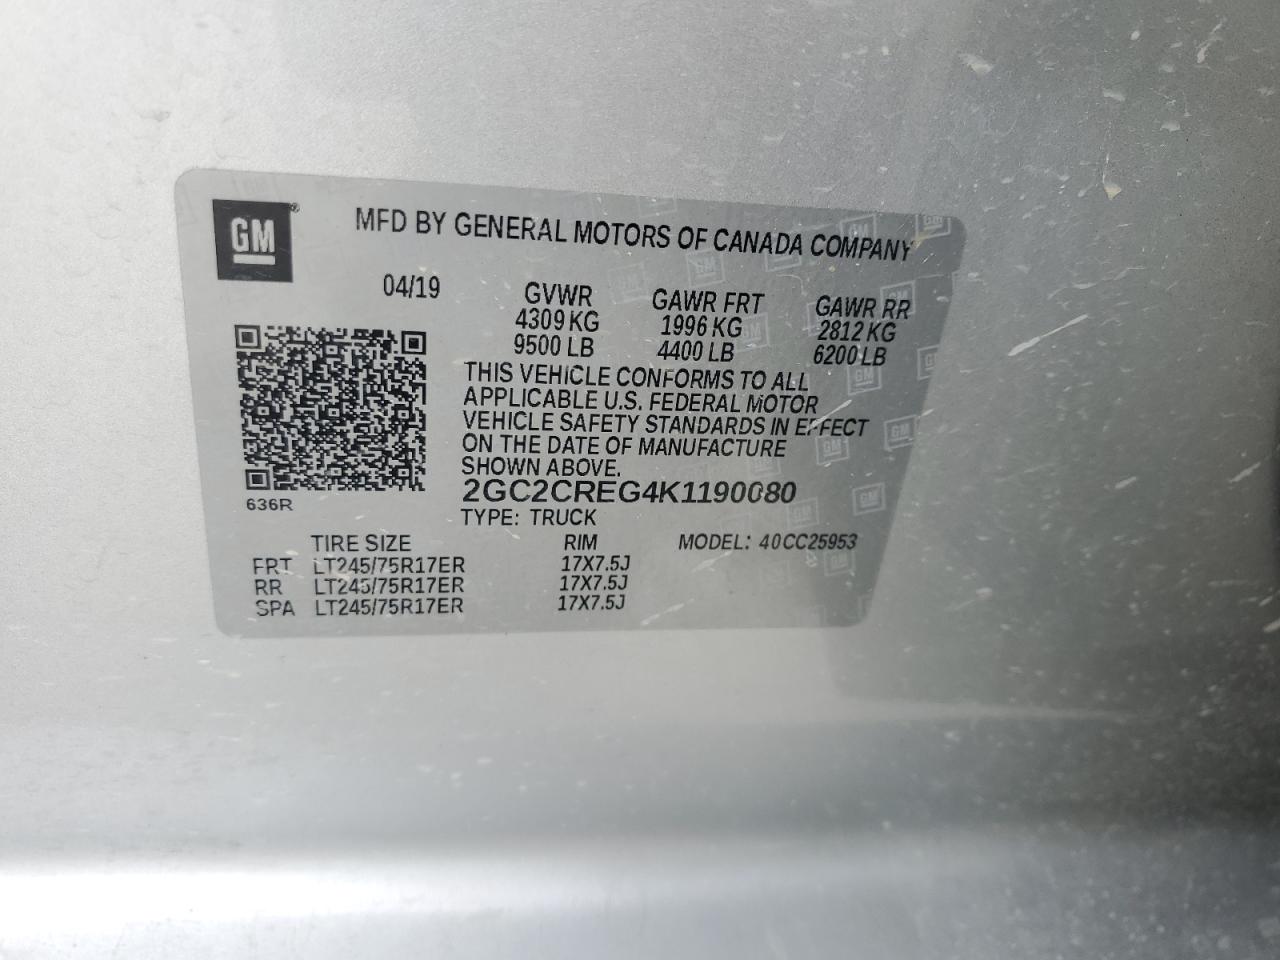 GM
MFD BY GENERAL MOTORS OF CANADA COMPANY
04/19 GVWR GAWR FRT GAWR RR
4309 KG 1996 KG 2812 KG
9500 LB 4400 LB 6200 LB
THIS VEHICLE CONFORMS TO ALL
APPLICABLE U.S. FEDERAL MOTOR
VEHICLE SAFETY STANDARDS IN EFFECT
ON THE DATE OF MANUFACTURE
SHOWN ABOVE.
2GC2CREG4K1190080
636R
TYPE: TRUCK
TIRE SIZE RIM MODEL: 40CC25953
FRT LT245/75R17ER 17X7.5J
RR LT245/75R17ER 17X7.5J
SPA LT245/75R17ER 17X7.5J